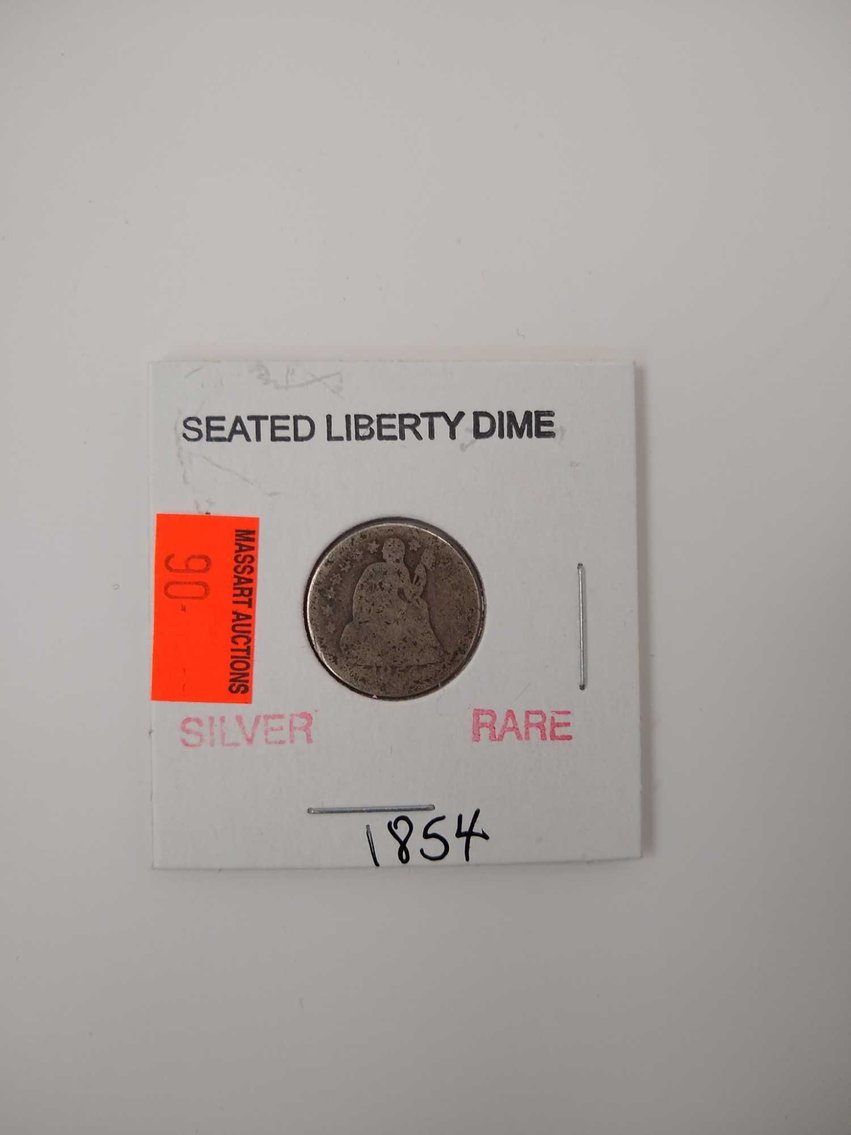 SEATED LIBERTY DIME
MASSART AUCTIONS
90-
SILVER
RARE
1854